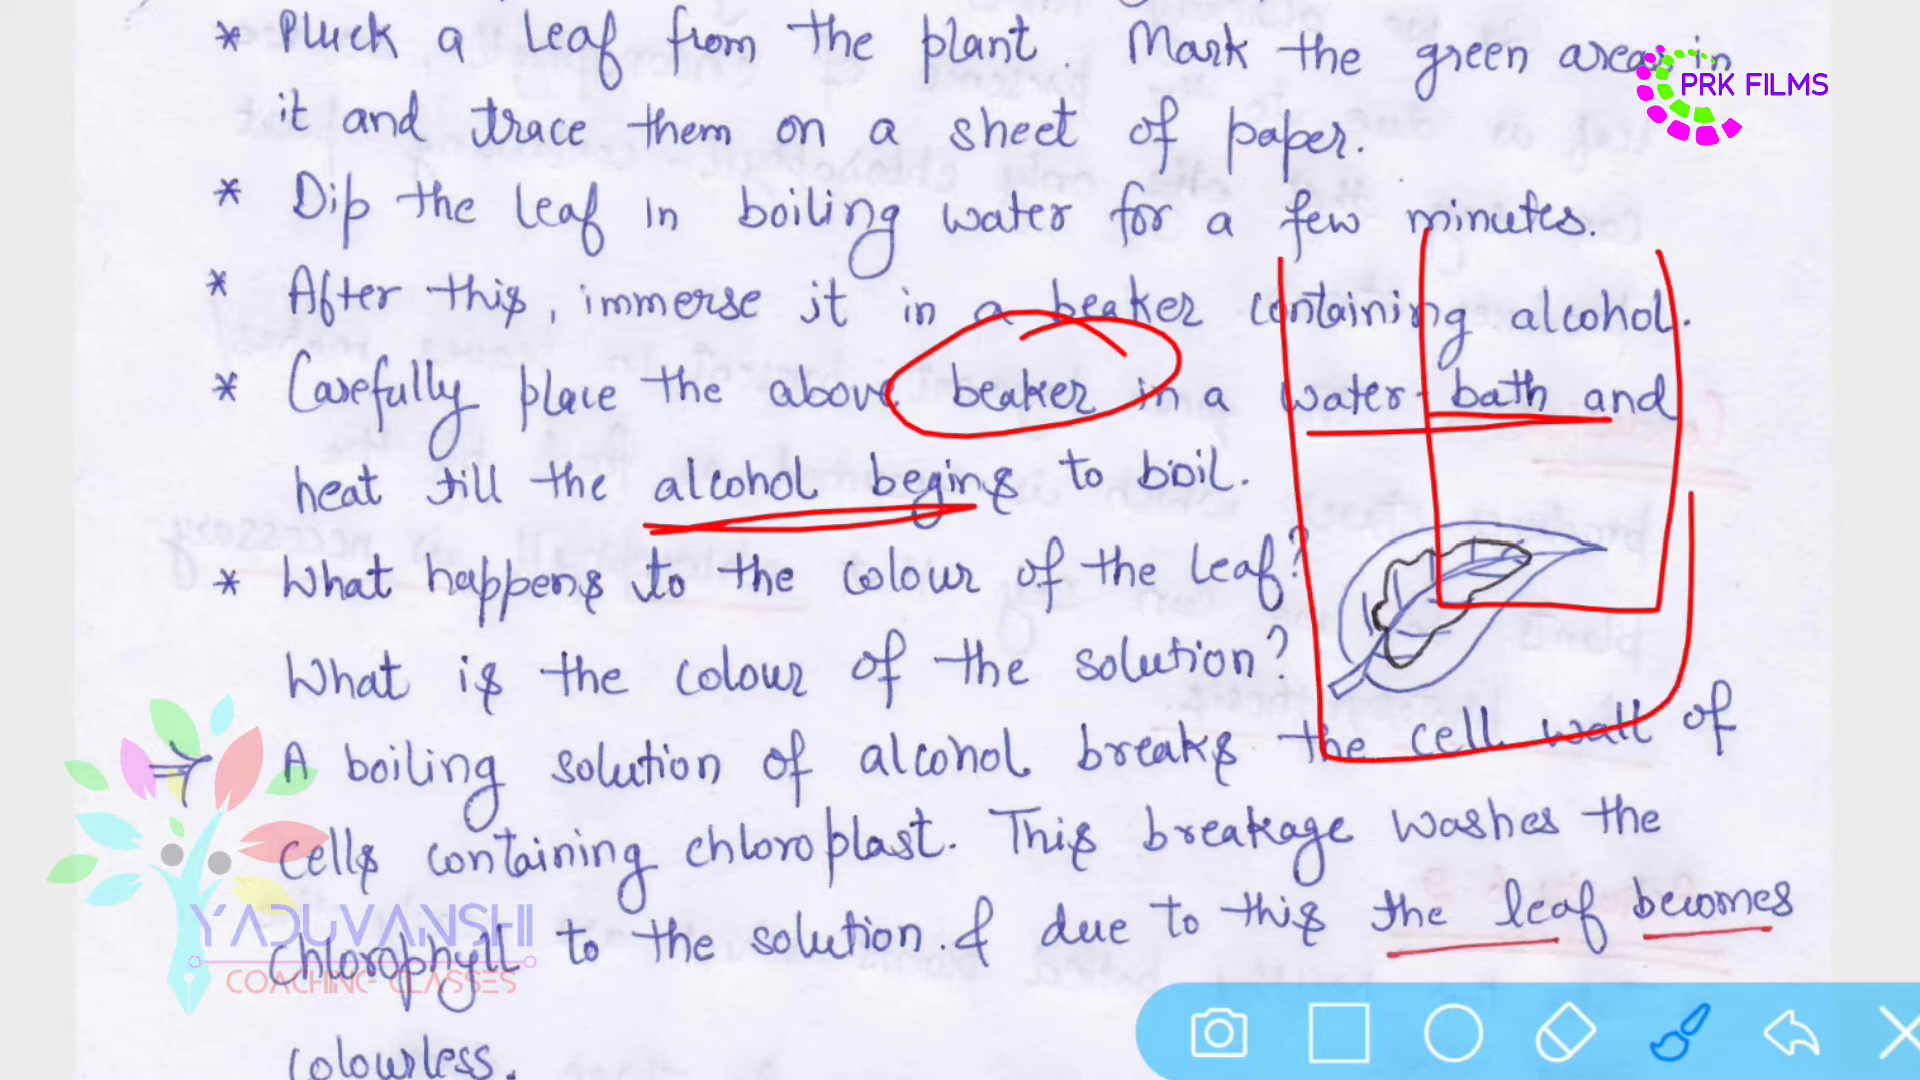 * Pluck a leaf from the plant. Mark the green areas in
PRK FILMS
it and trace them on a sheet of paper.
* Dip the leaf in boiling water for a few minutes.
* After this, immerse it in a beaker containing alcohol.
* Carefully place the above beaker in a water-bath and
heat till the alcohol begins to boil.
* What happens to the colour of the leaf?
What is the colour of the solution?
⇒ A boiling solution of alcohol breaks the cell wall of
cells containing chloroplast. This breakage washes the
chlorophyll to the solution. & due to this the leaf becomes
YADUVANSHI
COACHING CLASSES
colourless.